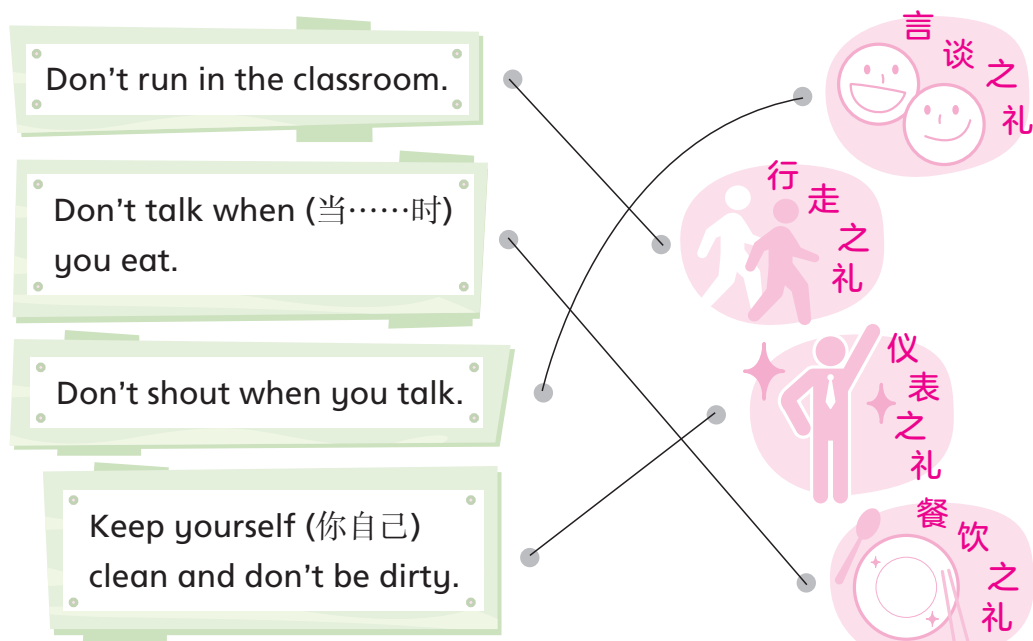 Don't run in the classroom.
Don't talk when (当……时)
you eat.
Don't shout when you talk.
Keep yourself (你自己)
clean and don't be dirty.
言谈之礼
行走之礼
仪表之礼
餐饮之礼